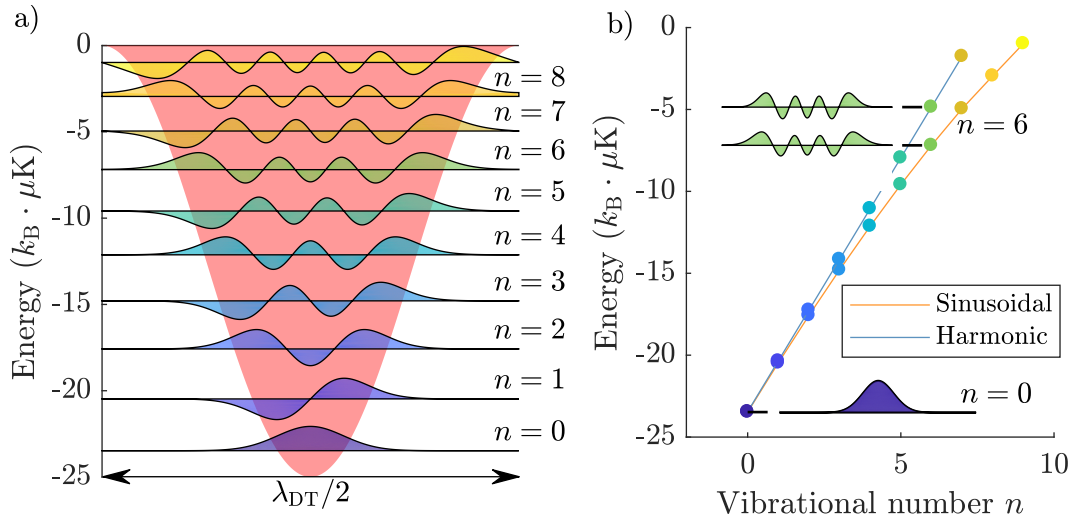 a)
0
-5
-10
-15
-20
-25
Energy (k_B · μK)
n = 8
n = 7
n = 6
n = 5
n = 4
n = 3
n = 2
n = 1
n = 0
λ_DT/2
b)
0
-5
-10
-15
-20
-25
Energy (k_B · μK)
n = 6
Sinusoidal
Harmonic
n = 0
0
5
10
Vibrational number n